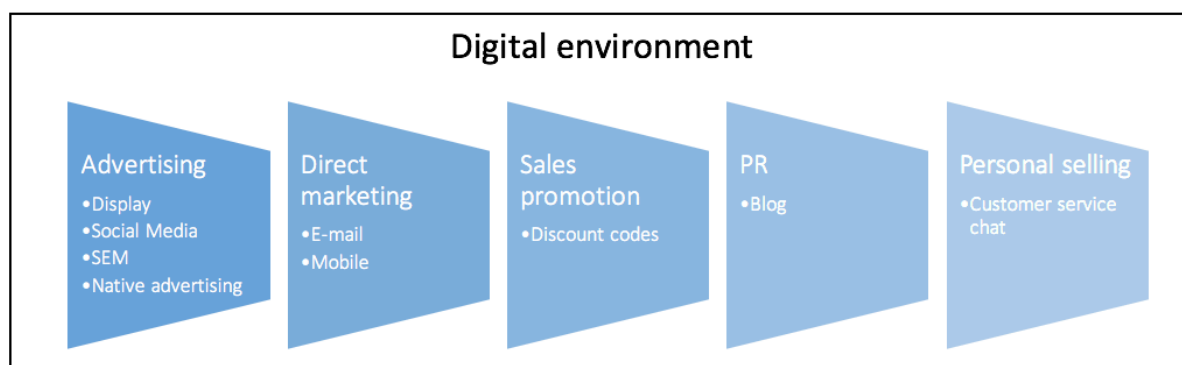 Digital environment
Advertising
•Display
•Social Media
•SEM
•Native advertising
Direct
marketing
•E-mail
•Mobile
Sales
promotion
•Discount codes
PR
•Blog
Personal selling
•Customer service
chat